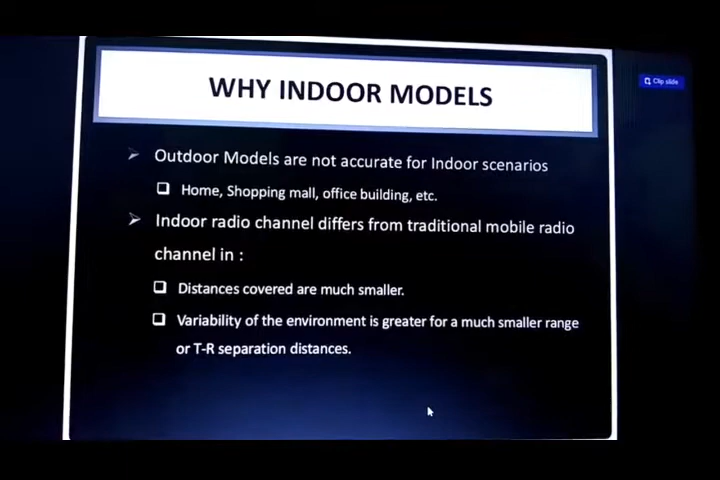 WHY INDOOR MODELS
Clip slide
Outdoor Models are not accurate for Indoor scenarios
Home, Shopping mall, office building, etc.
Indoor radio channel differs from traditional mobile radio
channel in :
Distances covered are much smaller.
Variability of the environment is greater for a much smaller range
or T-R separation distances.